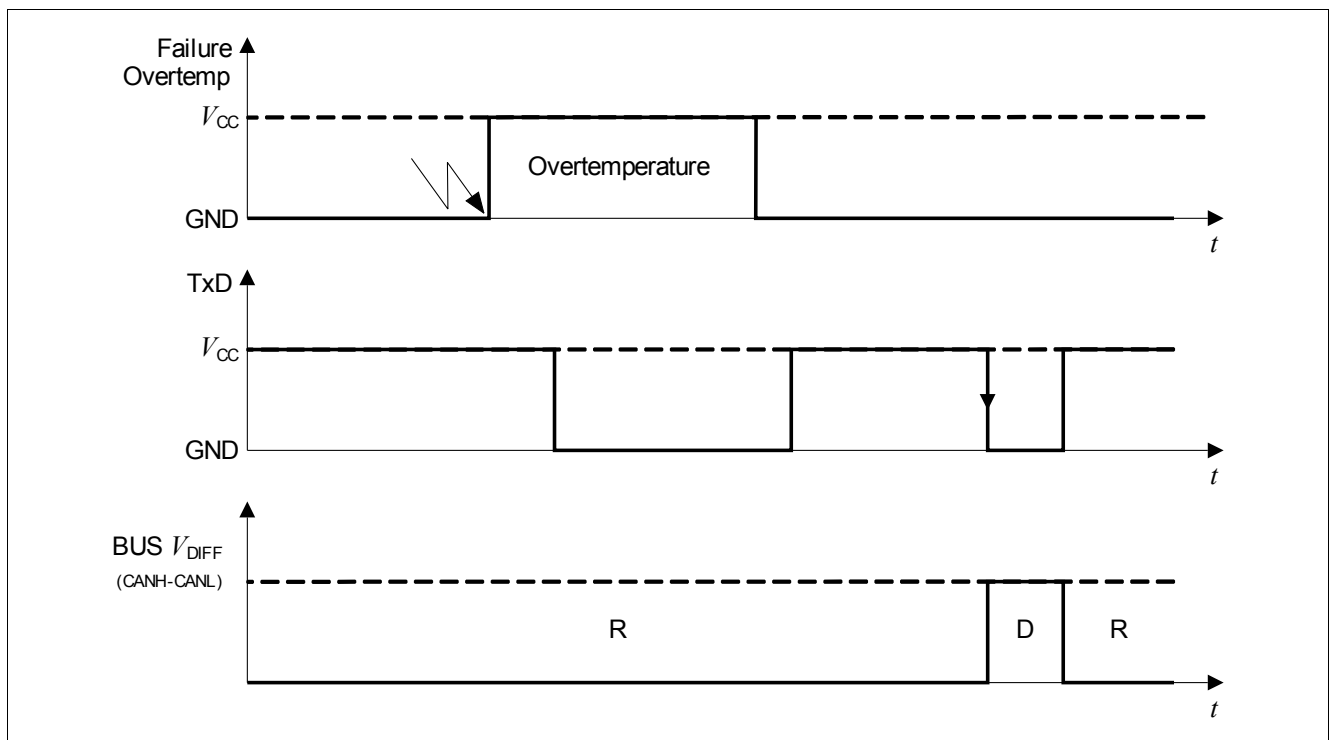 Failure
Overtemp
VCC
Overtemperature
GND
t
TxD
VCC
GND
t
BUS VDIFF
(CANH-CANL)
R
D
R
t